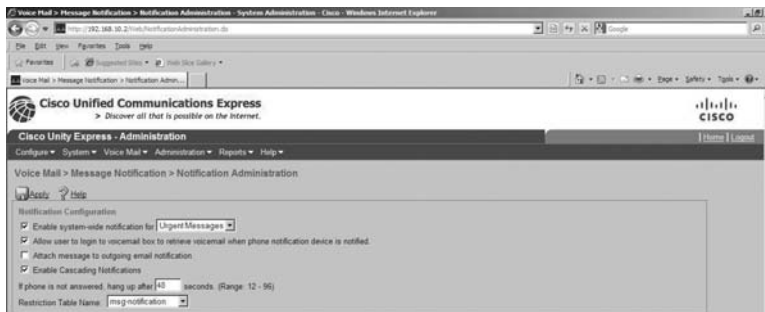 Voice Mail > Message Notification > Notification Administration - System Administration - Cisco - Windows Internet Explorer
http://192.168.10.2/Web/NotificationAdministration.do
Google
File Edit View Favorites Tools Help
Favorites Suggested Sites Web Slice Gallery
Voice Mail > Message Notification > Notification Admin...
Page Safety Tools
Cisco Unified Communications Express
> Discover all that is possible on the Internet.
CISCO
Cisco Unity Express - Administration
Home | Logout
Configure System Voice Mail Administration Reports Help
Voice Mail > Message Notification > Notification Administration
Apply Help
Notification Configuration
Enable system-wide notification for Urgent Messages
Allow user to login to voicemail box to retrieve voicemail when phone notification device is notified.
Attach message to outgoing email notification
Enable Cascading Notifications
If phone is not answered, hang up after 48 seconds. (Range: 12 - 96)
Restriction Table Name: msg-notification